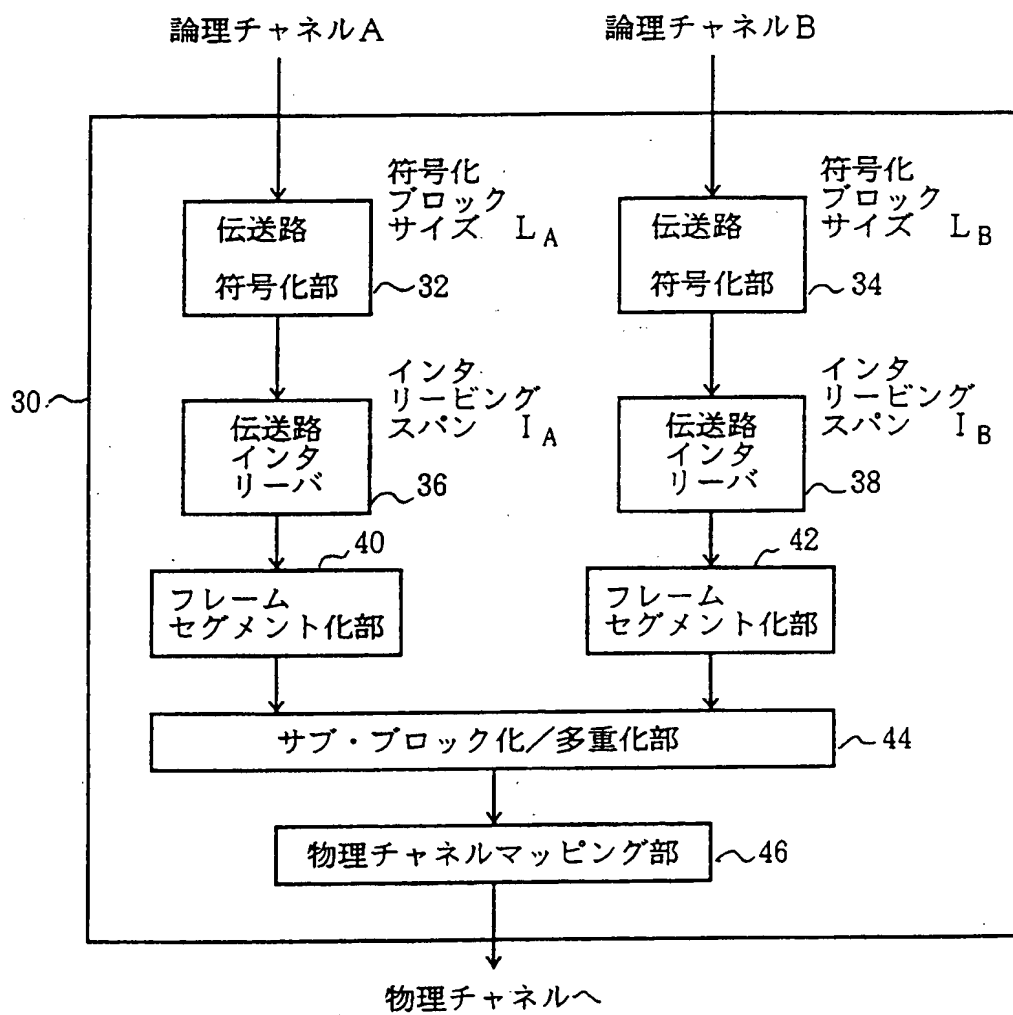 論理チャネルA
論理チャネルB
符号化
ブロック
サイズ LA
伝送路
符号化部
32
符号化
ブロック
サイズ LB
伝送路
符号化部
34
30
インタ
リービング
スパン IA
伝送路
インタ
リーバ
36
インタ
リービング
スパン IB
伝送路
インタ
リーバ
38
40
フレーム
セグメント化部
42
フレーム
セグメント化部
サブ・ブロック化／多重化部
44
物理チャネルマッピング部
46
物理チャネルへ